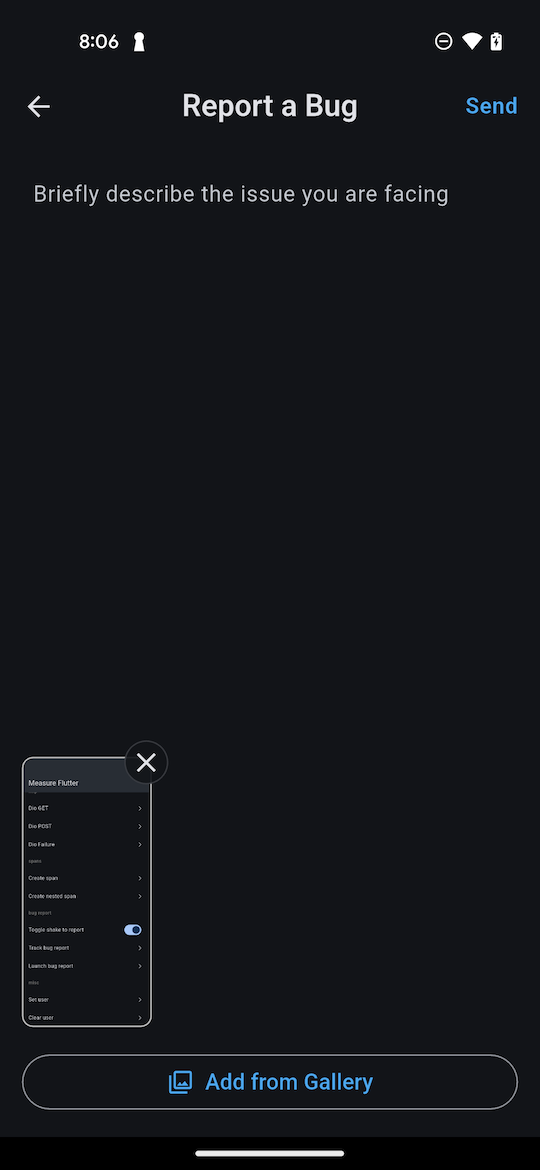 8:06
Report a Bug
Send
Briefly describe the issue you are facing
Measure Flutter
Dio GET
Dio POST
Dio Failure
spans
Create span
Create nested span
bug report
Toggle shake to report
Track bug report
Launch bug report
misc
Set user
Clear user
Add from Gallery